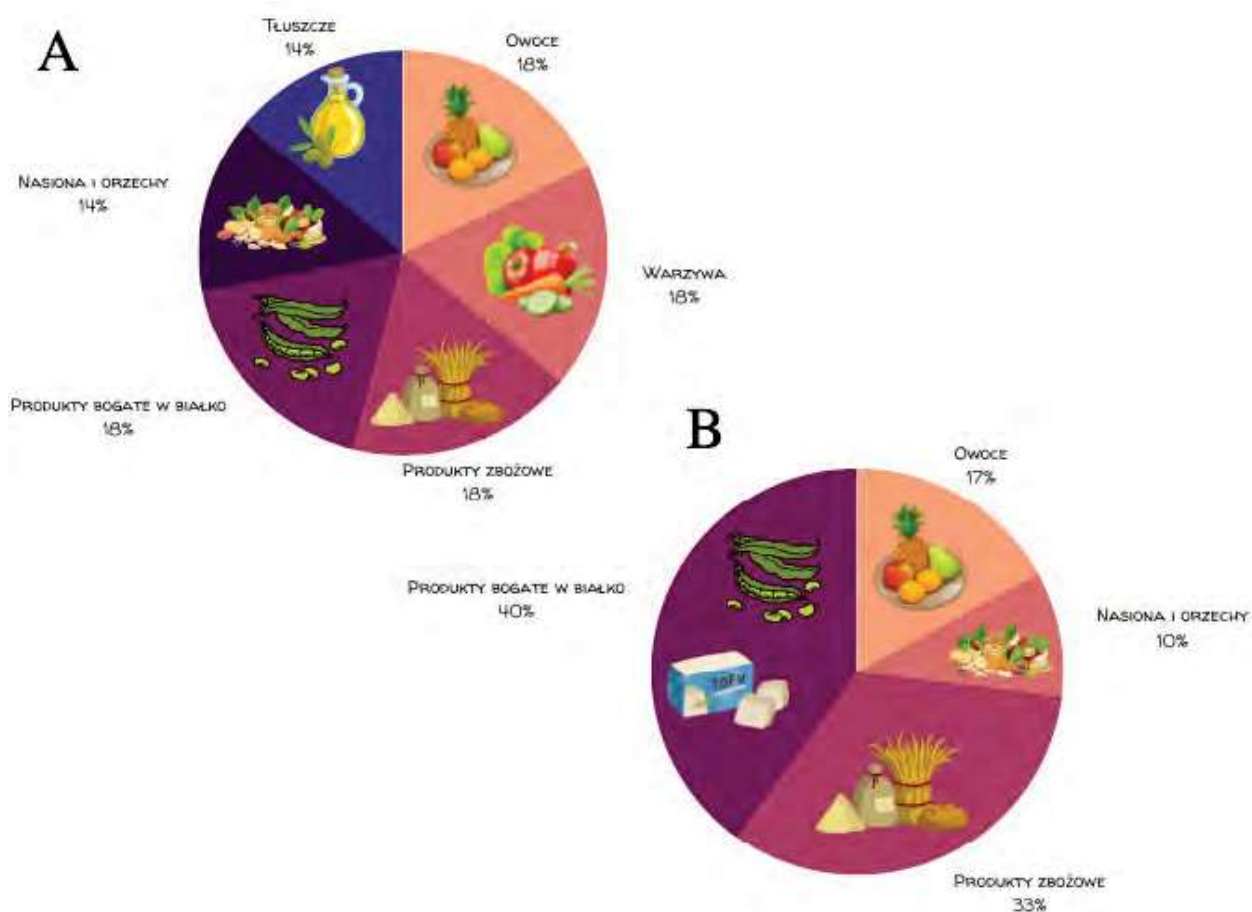 A
Tłuszcze
14%
Owoce
18%
Nasiona i orzechy
14%
Warzywa
18%
Produkty bogate w białko
18%
Produkty zbożowe
18%
B
Owoce
17%
Produkty bogate w białko
40%
Nasiona i orzechy
10%
TOFU
Produkty zbożowe
33%